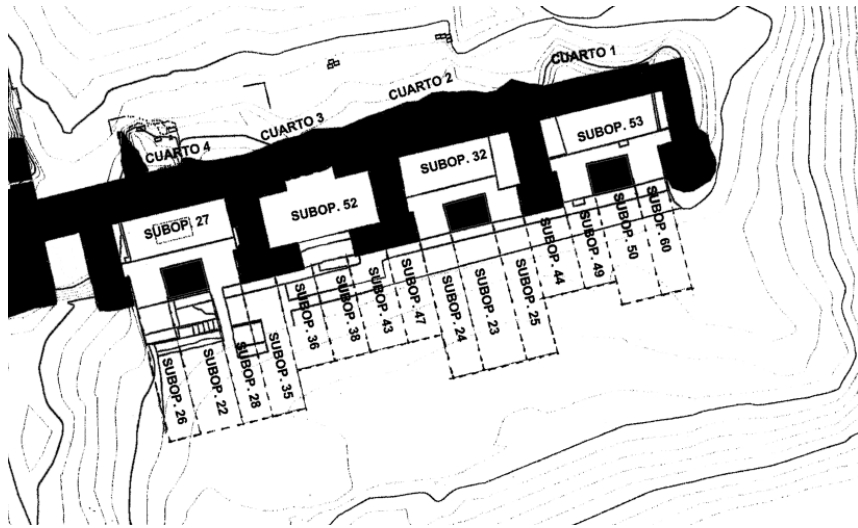 CUARTO 1
CUARTO 2
CUARTO 3
CUARTO 4
SUBOP. 53
SUBOP. 32
SUBOP. 52
SUBOP. 27
SUBOP. 26
SUBOP. 22
SUBOP. 28
SUBOP. 35
SUBOP. 36
SUBOP. 38
SUBOP. 43
SUBOP. 47
SUBOP. 24
SUBOP. 23
SUBOP. 25
SUBOP. 44
SUBOP. 49
SUBOP. 50
SUBOP. 60